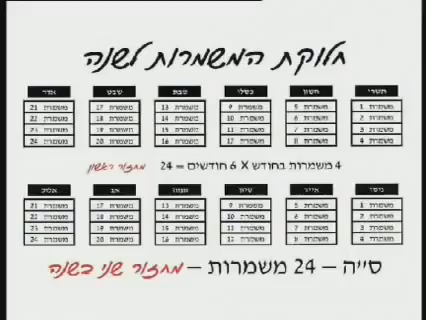 חלוקת המשמרות לשנה
תשרי חשון כסלו טבת שבט אדר
משמרת 1 משמרת 5 משמרת 9 משמרת 13 משמרת 17 משמרת 21
משמרת 2 משמרת 6 משמרת 10 משמרת 14 משמרת 18 משמרת 22
משמרת 3 משמרת 7 משמרת 11 משמרת 15 משמרת 19 משמרת 23
משמרת 4 משמרת 8 משמרת 12 משמרת 16 משמרת 20 משמרת 24
4 משמרות בחודש X 6 חודשים = 24 מחזור ראשון
ניסן אייר סיון תמוז אב אלול
משמרת 1 משמרת 5 משמרת 9 משמרת 13 משמרת 17 משמרת 21
משמרת 2 משמרת 6 משמרת 10 משמרת 14 משמרת 18 משמרת 22
משמרת 3 משמרת 7 משמרת 11 משמרת 15 משמרת 19 משמרת 23
משמרת 4 משמרת 8 משמרת 12 משמרת 16 משמרת 20 משמרת 24
סייה – 24 משמרות – מחזור שני בשנה